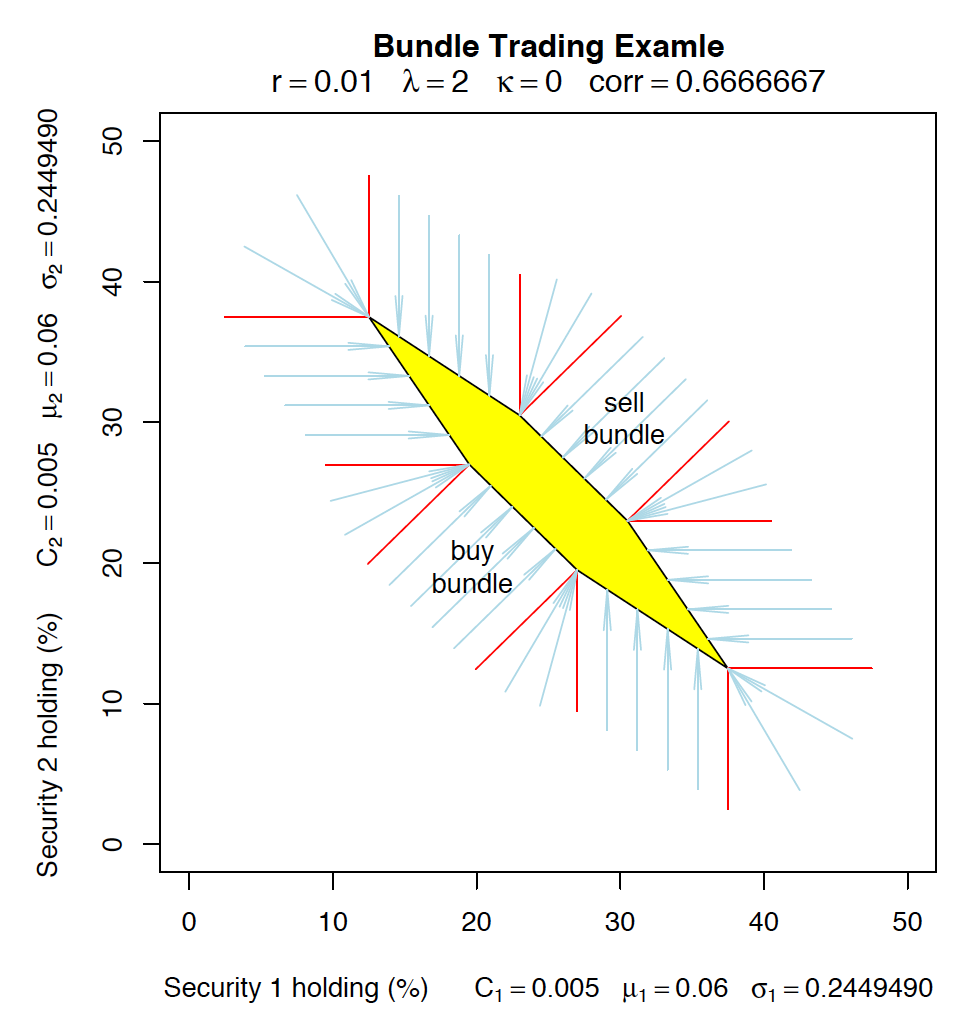 Bundle Trading Examle
r = 0.01 λ = 2 κ = 0 corr = 0.6666667
Security 2 holding (%) C₂ = 0.005 μ₂ = 0.06 σ₂ = 0.2449490
50
40
30
20
10
0
sell
bundle
buy
bundle
0 10 20 30 40 50
Security 1 holding (%) C₁ = 0.005 μ₁ = 0.06 σ₁ = 0.2449490